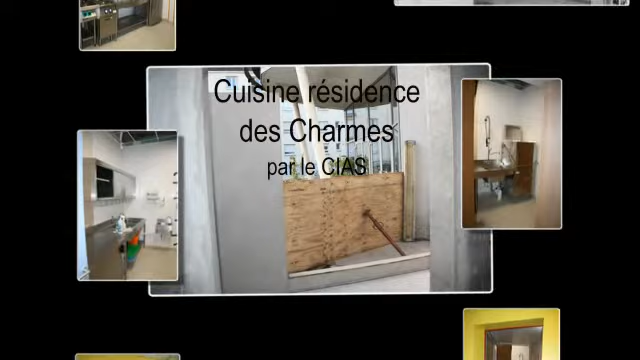 Cuisine résidence
des Charmes
par le CIAS